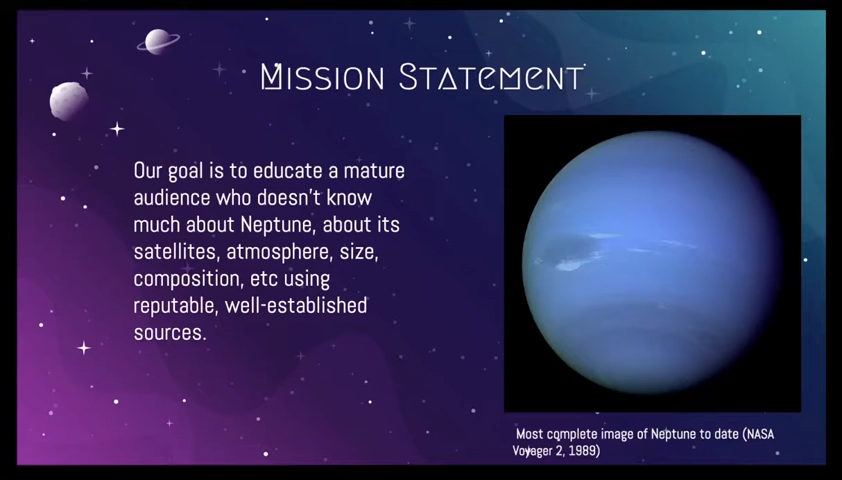 Mission Statement
Our goal is to educate a mature
audience who doesn't know
much about Neptune, about its
satellites, atmosphere, size,
composition, etc using
reputable, well-established
sources.
Most complete image of Neptune to date (NASA
Voyager 2, 1989)